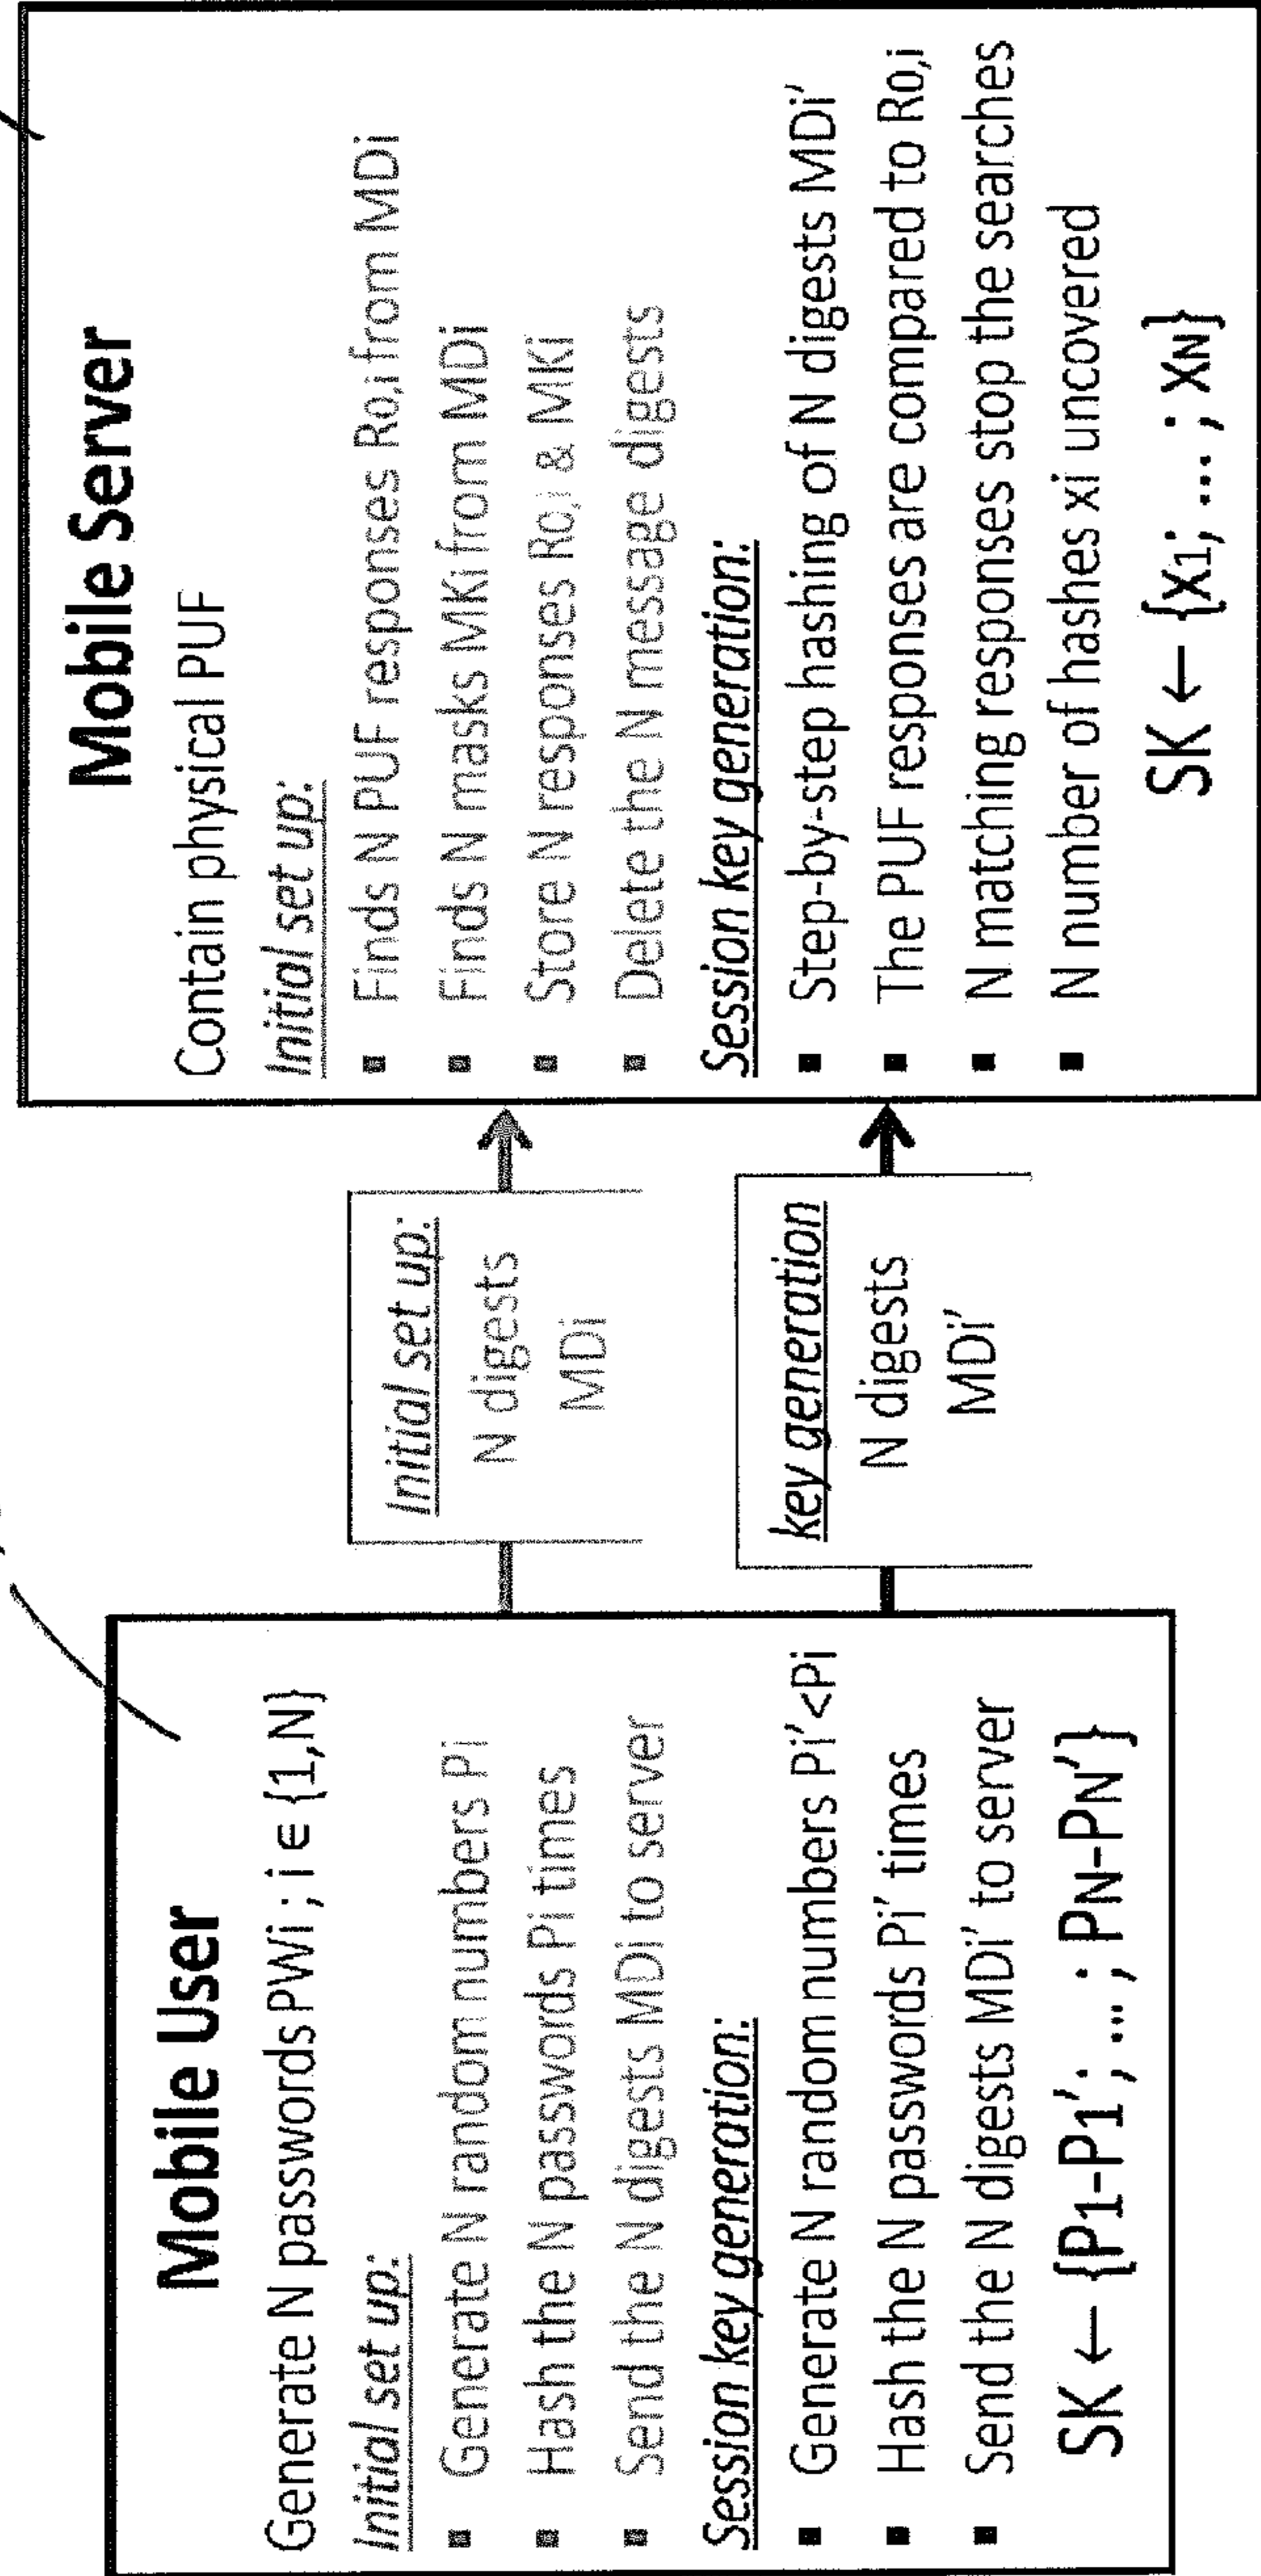 Mobile User
Generate N passwords PWi ; i ∈ {1,N}
Initial set up:
▪ Generate N random numbers Pi
▪ Hash the N passwords Pi times
▪ Send the N digests MDi to server
Session key generation:
▪ Generate N random numbers Pi'<Pi
▪ Hash the N passwords Pi' times
▪ Send the N digests MDi' to server
SK ← {P1-P1'; ... ; PN-PN'}
Initial set up:
N digests
MDi
key generation
N digests
MDi'
Mobile Server
Contain physical PUF
Initial set up:
▪ Finds N PUF responses Ro,i from MDi
▪ Finds N masks MKi from MDi
▪ Store N responses Ro,i & MKi
▪ Delete the N message digests
Session key generation:
▪ Step-by-step hashing of N digests MDi'
▪ The PUF responses are compared to Ro,i
▪ N matching responses stop the searches
▪ N number of hashes xi uncovered
SK ← {x1; ... ; xN}